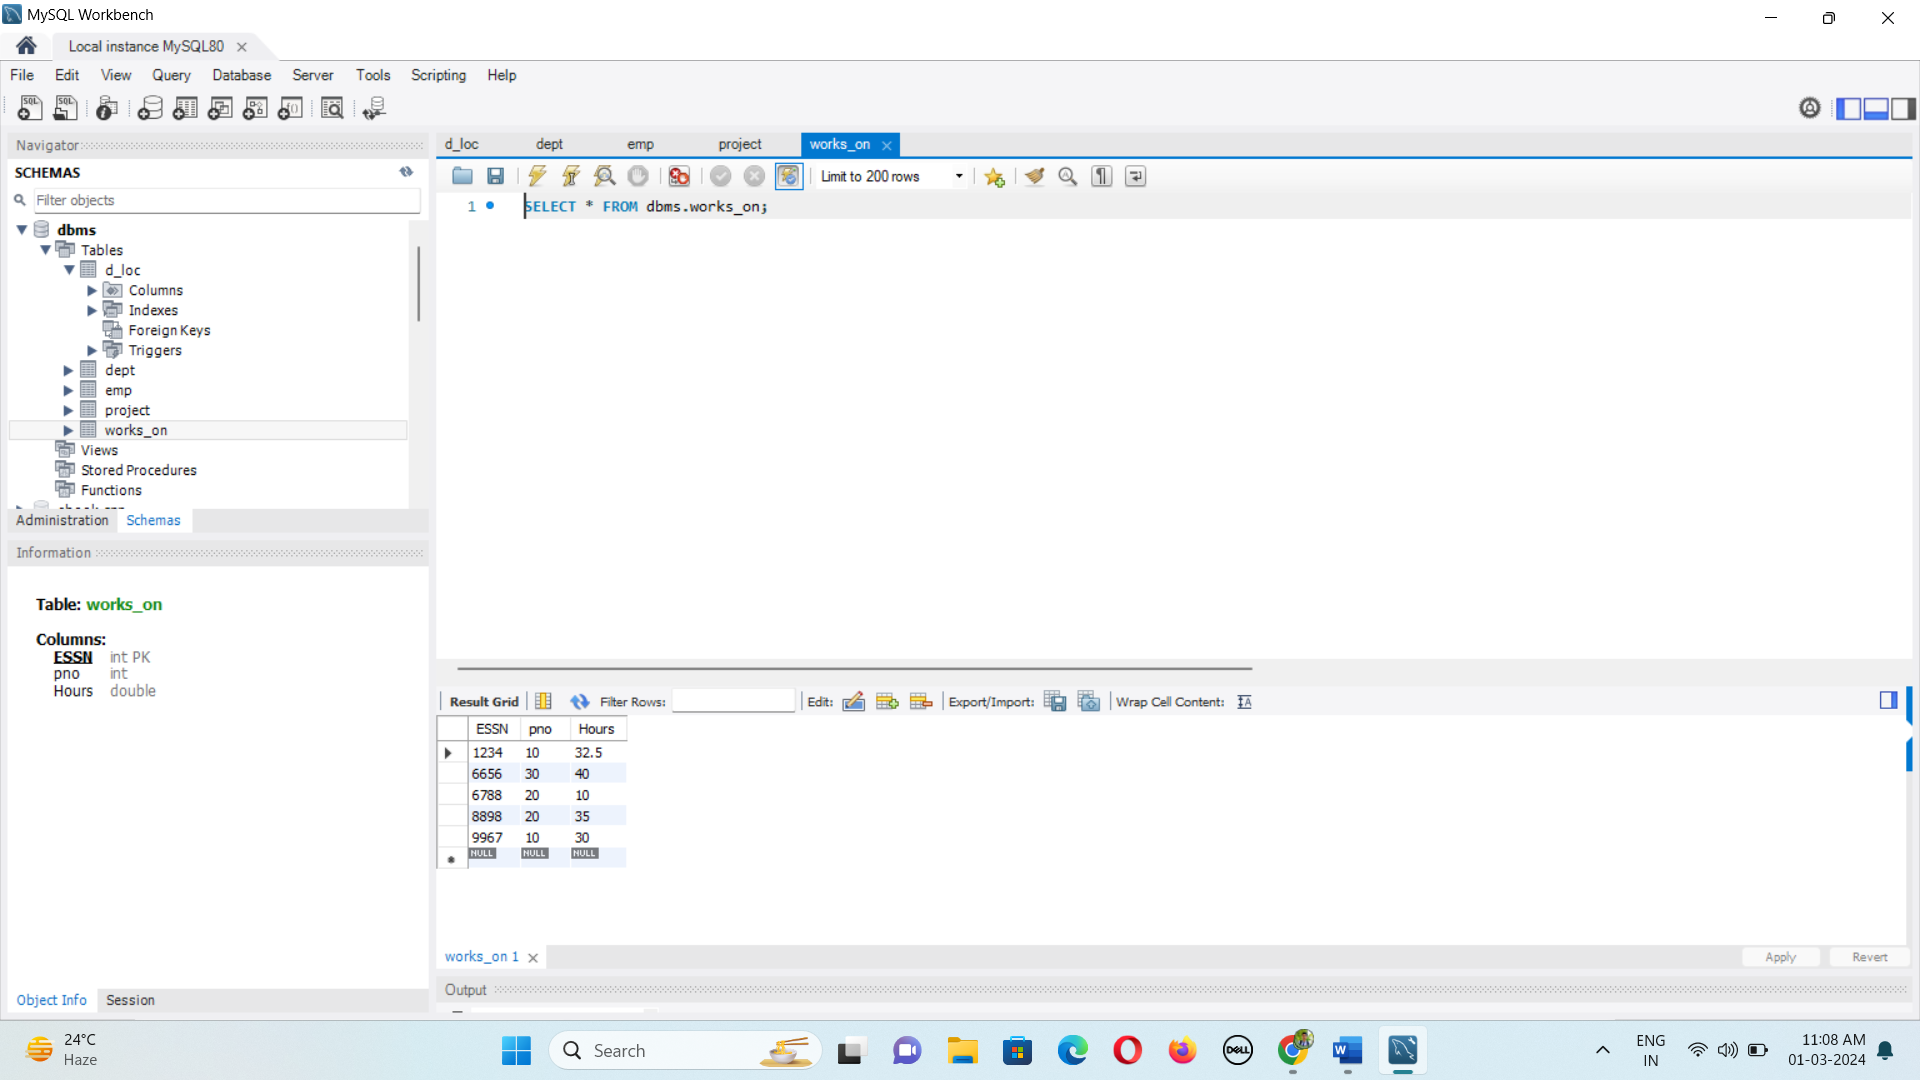 MySQL Workbench
Local instance MySQL80
File Edit View Query Database Server Tools Scripting Help
Navigator
SCHEMAS
Filter objects
dbms
Tables
d_loc
Columns
Indexes
Foreign Keys
Triggers
dept
emp
project
works_on
Views
Stored Procedures
Functions
Administration Schemas
Information
Table: works_on
Columns:
ESSN int PK
pno int
Hours double
Object Info Session
d_loc dept emp project works_on
Limit to 200 rows
1 SELECT * FROM dbms.works_on;
Result Grid Filter Rows: Edit: Export/Import: Wrap Cell Content:
ESSN pno Hours
1234 10 32.5
6656 30 40
6788 20 10
8898 20 35
9967 10 30
NULL NULL NULL
works_on 1
Apply Revert
Output
24°C
Haze
Search
DELL
ENG
IN
11:08 AM
01-03-2024